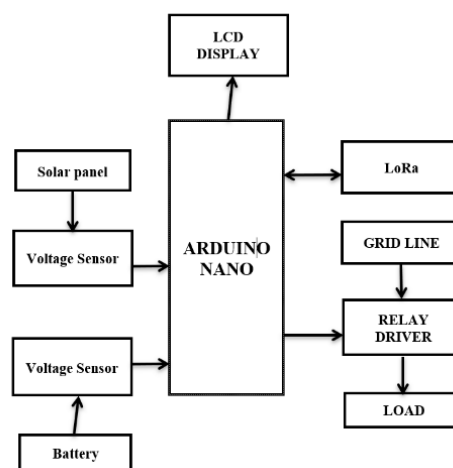 LCD
DISPLAY
Solar panel
Voltage Sensor
Voltage Sensor
Battery
ARDUINO
NANO
LoRa
GRID LINE
RELAY
DRIVER
LOAD